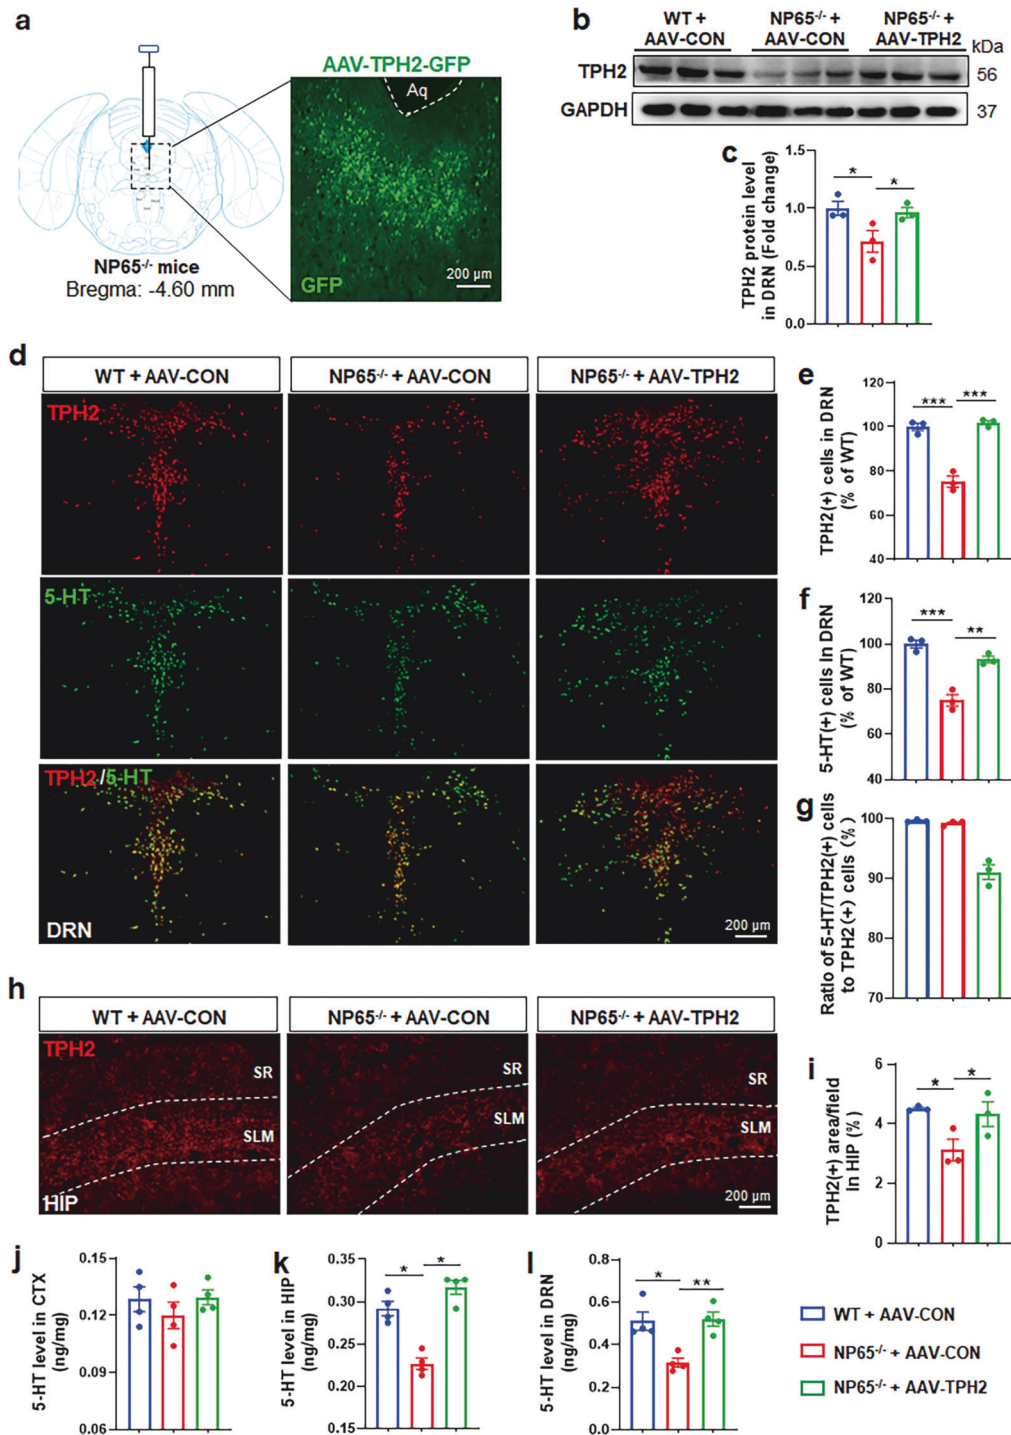 a
AAV-TPH2-GFP
Aq
GFP
200 µm
NP65-/- mice
Bregma: -4.60 mm
b
WT + AAV-CON
NP65-/- + AAV-CON
NP65-/- + AAV-TPH2
kDa
TPH2
56
GAPDH
37
c
TPH2 protein level in DRN (Fold change)
1.5
1.0
0.5
0.0
*
*
d
WT + AAV-CON
NP65-/- + AAV-CON
NP65-/- + AAV-TPH2
TPH2
5-HT
TPH2/5-HT
DRN
200 µm
e
TPH2(+) cells in DRN (% of WT)
120
100
80
60
40
***
***
f
5-HT(+) cells in DRN (% of WT)
120
100
80
60
40
***
**
g
Ratio of 5-HT/TPH2(+) cells to TPH2(+) cells (%)
100
90
80
70
h
WT + AAV-CON
NP65-/- + AAV-CON
NP65-/- + AAV-TPH2
TPH2
SR
SLM
HIP
SR
SLM
SR
SLM
200 µm
i
TPH2(+) area/field in HIP (%)
6
4
2
0
*
*
j
5-HT level in CTX (ng/mg)
0.15
0.12
0.09
0.06
k
5-HT level in HIP (ng/mg)
0.35
0.30
0.25
0.20
0.15
*
*
l
5-HT level in DRN (ng/mg)
0.8
0.6
0.4
0.2
0.0
*
**
WT + AAV-CON
NP65-/- + AAV-CON
NP65-/- + AAV-TPH2